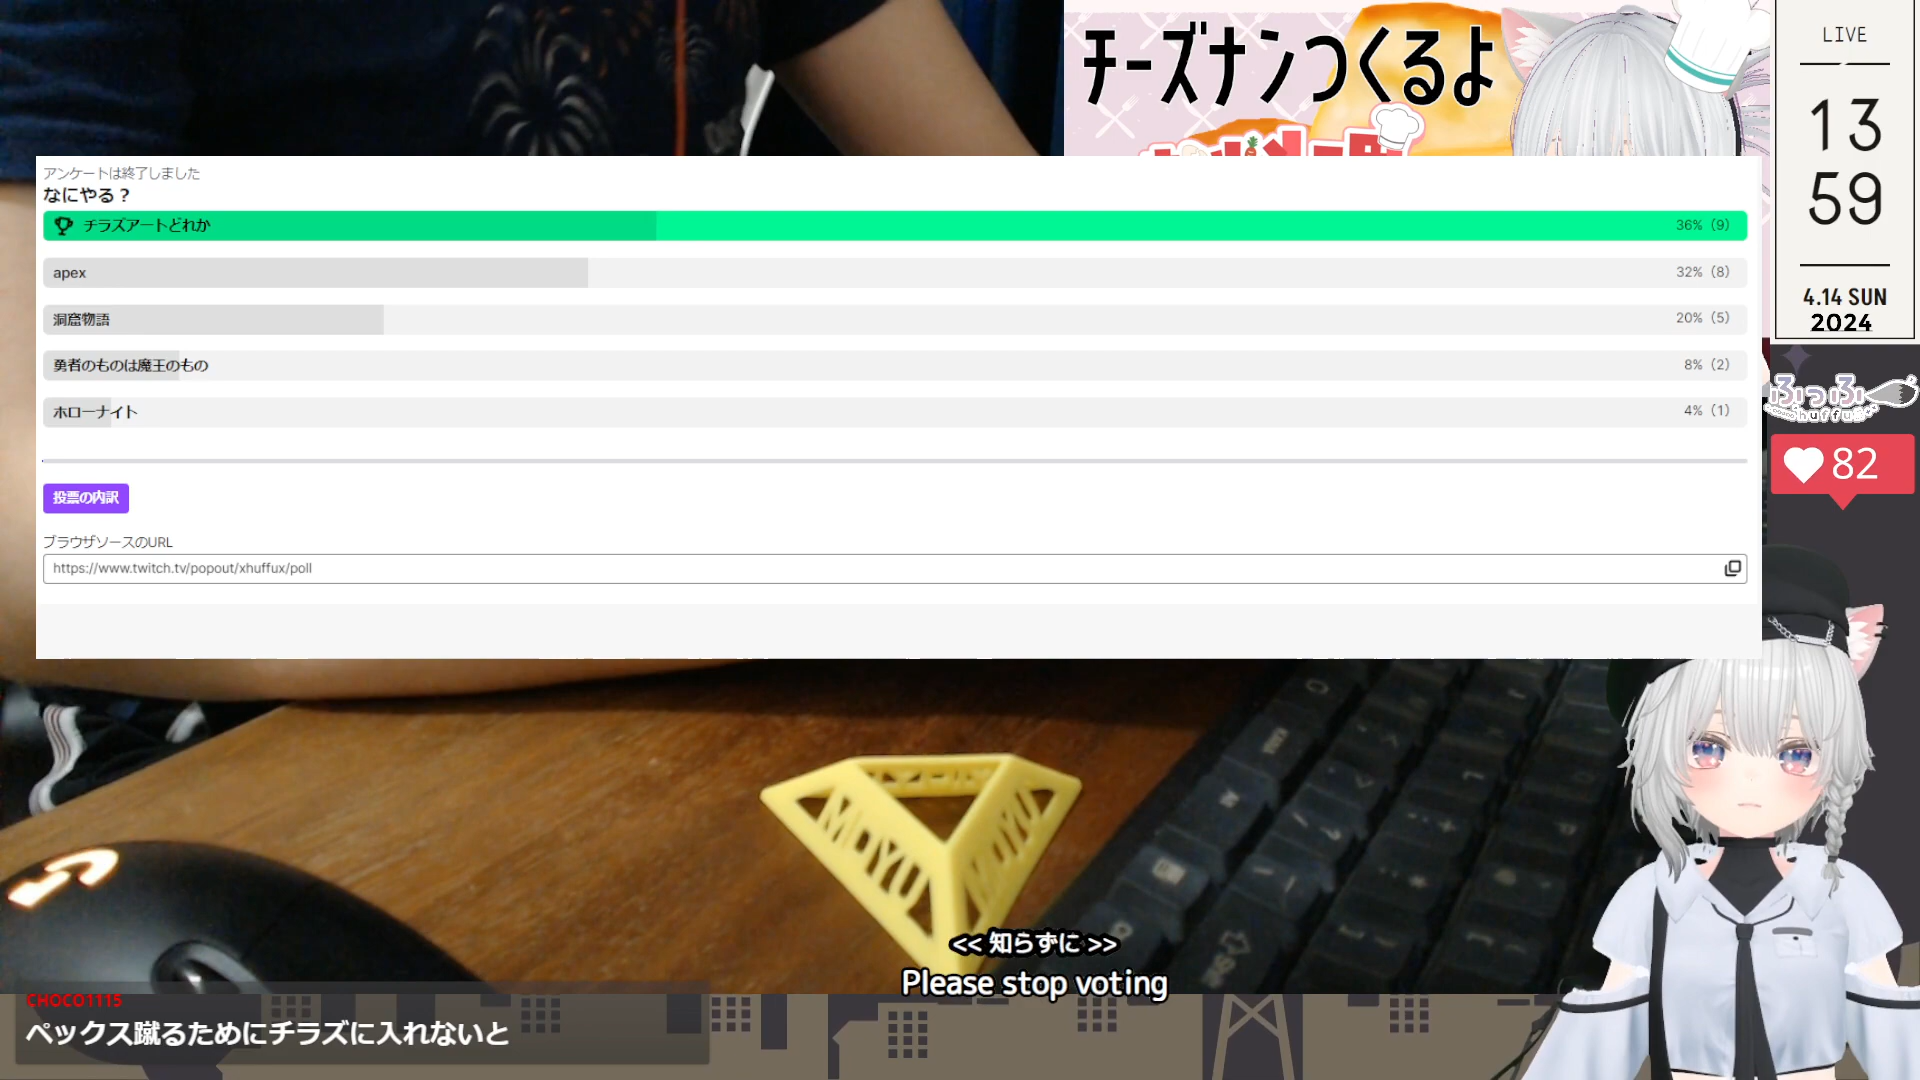 チーズナンつくるよ
LIVE
13
59
4.14 SUN
2024
アンケートは終了しました
なにやる？
チラズアートどれか
36% (9)
apex
32% (8)
洞窟物語
20% (5)
勇者のものは魔王のもの
8% (2)
ホローナイト
4% (1)
投票の内訳
ブラウザソースのURL
https://www.twitch.tv/popout/xhuffux/poll
ふっふ
huffu
82
MOYU
MOYU
<< 知らずに >>
Please stop voting
CHOCO1115
ペックス蹴るためにチラズに入れないと